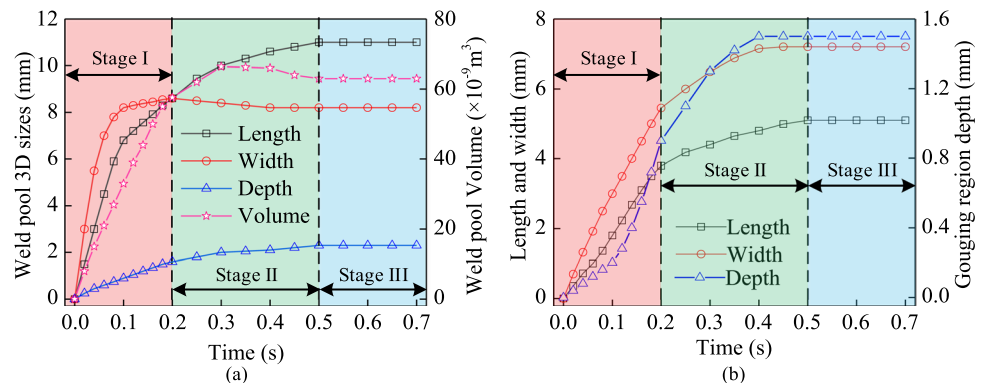 (a)
12
10
8
6
4
2
0
Weld pool 3D sizes (mm)
80
60
40
20
0
Weld pool Volume (×10⁻⁹m³)
Stage I
Length
Width
Depth
Volume
Stage II
Stage III
0.0 0.1 0.2 0.3 0.4 0.5 0.6 0.7
Time (s)
(a)
(b)
8
6
4
2
0
Length and width (mm)
1.6
1.2
0.8
0.4
0.0
Gouging region depth (mm)
Stage I
Stage II
Stage III
Length
Width
Depth
0.0 0.1 0.2 0.3 0.4 0.5 0.6 0.7
Time (s)
(b)